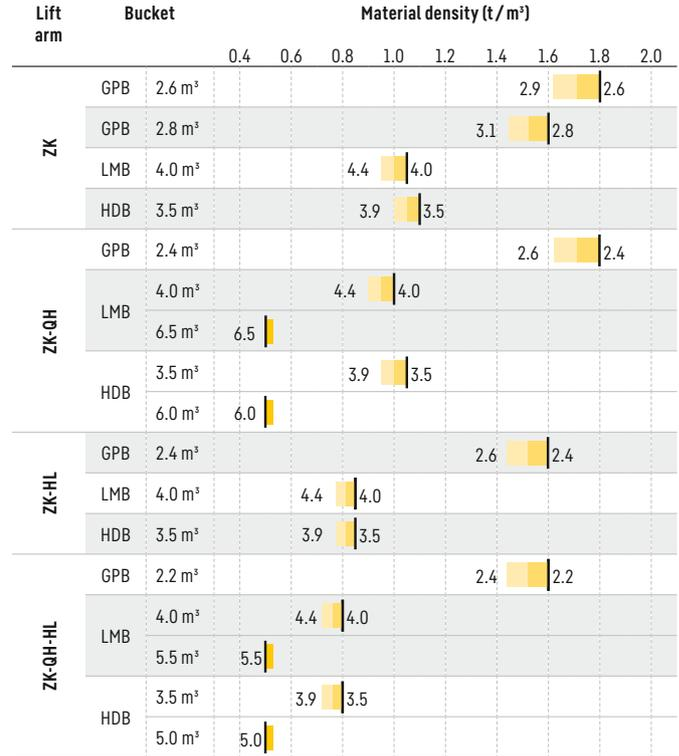 Lift arm Bucket Material density (t / m³)
0.4 0.6 0.8 1.0 1.2 1.4 1.6 1.8 2.0
ZK
GPB 2.6 m³ 2.9 2.6
GPB 2.8 m³ 3.1 2.8
LMB 4.0 m³ 4.4 4.0
HDB 3.5 m³ 3.9 3.5
ZK-QH
GPB 2.4 m³ 2.6 2.4
LMB
4.0 m³ 4.4 4.0
6.5 m³ 6.5
HDB
3.5 m³ 3.9 3.5
6.0 m³ 6.0
ZK-HL
GPB 2.4 m³ 2.6 2.4
LMB 4.0 m³ 4.4 4.0
HDB 3.5 m³ 3.9 3.5
ZK-QH-HL
GPB 2.2 m³ 2.4 2.2
LMB
4.0 m³ 4.4 4.0
5.5 m³ 5.5
HDB
3.5 m³ 3.9 3.5
5.0 m³ 5.0